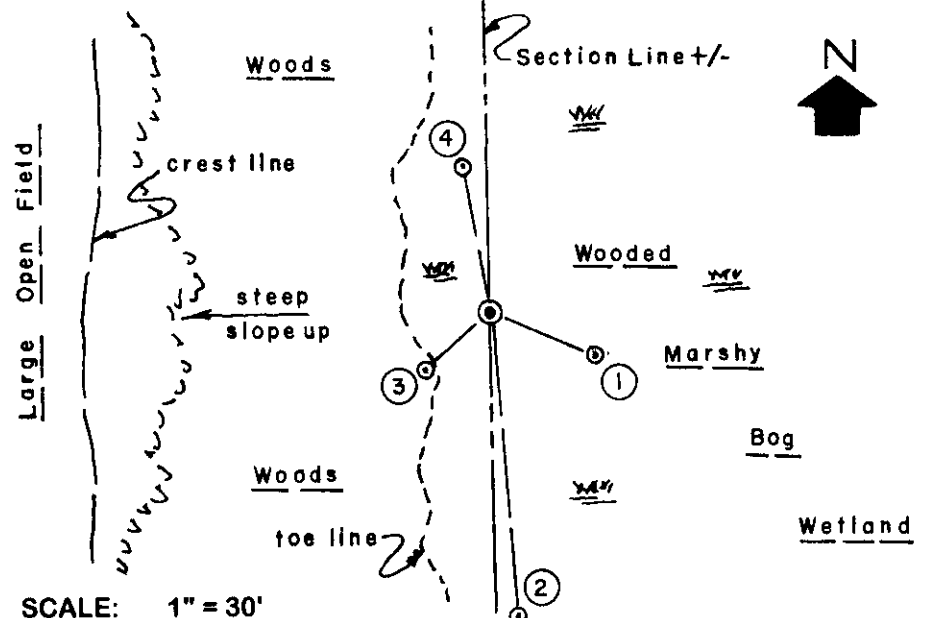 Woods
Section Line +/-
N
4
crest line
Large Open Field
Wooded
steep
slope up
Marshy
3
1
Bog
Woods
Wetland
toe line
2
SCALE: 1" = 30'